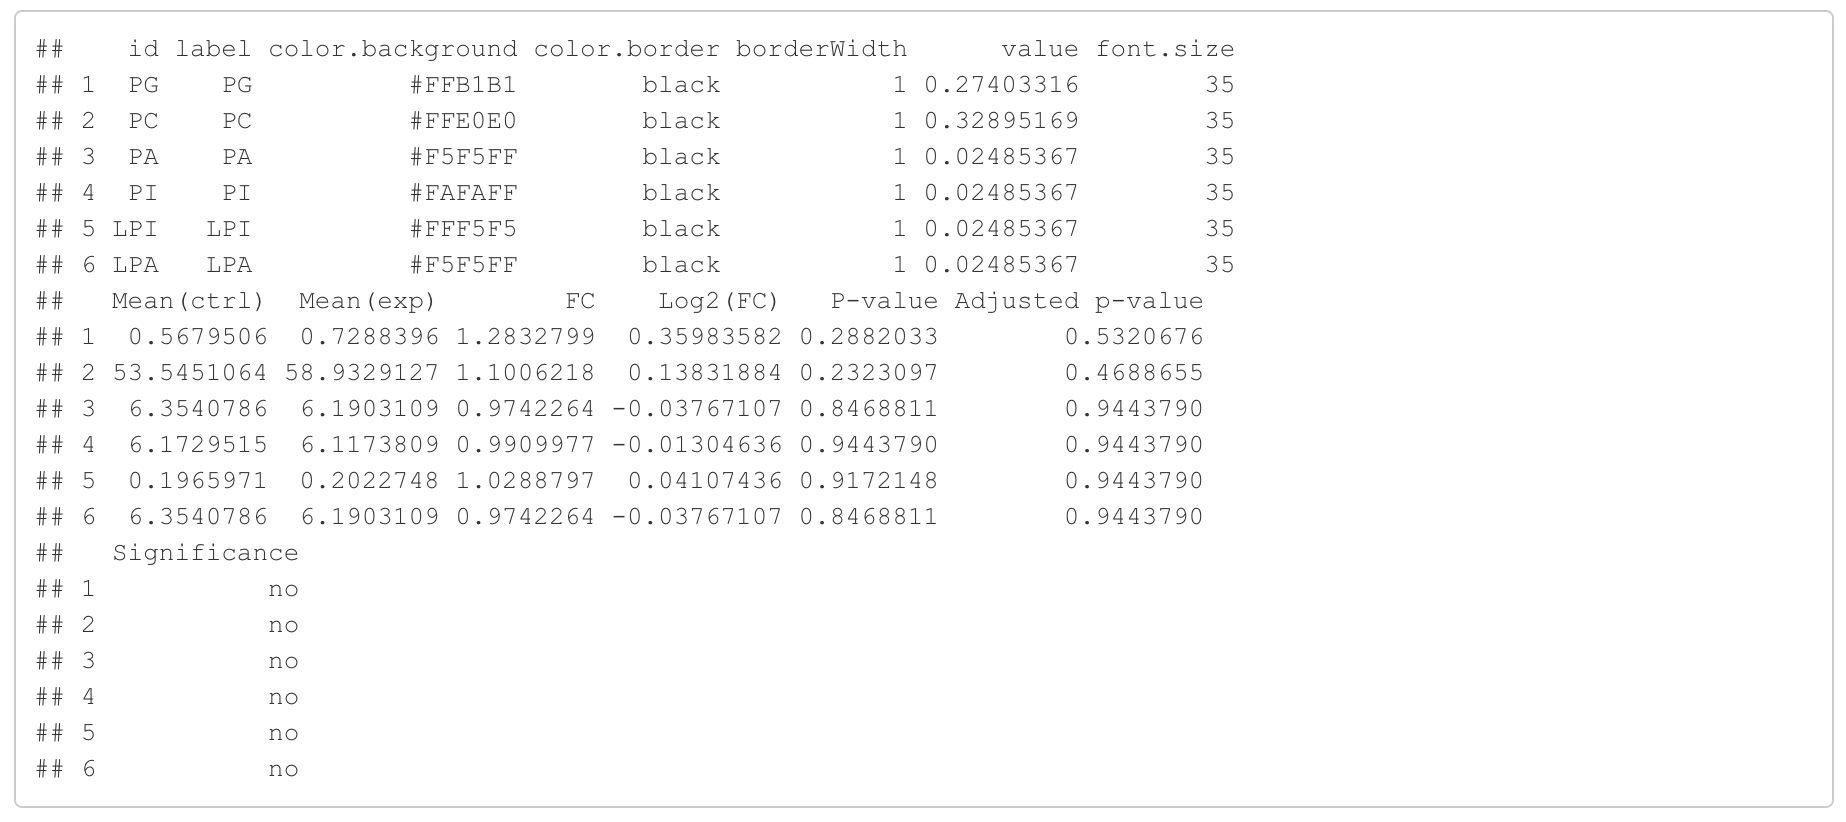 ##    id label color.background color.border borderWidth      value font.size
## 1  PG    PG          #FFB1B1        black           1 0.27403316        35
## 2  PC    PC          #FFE0E0        black           1 0.32895169        35
## 3  PA    PA          #F5F5FF        black           1 0.02485367        35
## 4  PI    PI          #FAFAFF        black           1 0.02485367        35
## 5 LPI   LPI          #FFF5F5        black           1 0.02485367        35
## 6 LPA   LPA          #F5F5FF        black           1 0.02485367        35
##   Mean(ctrl)  Mean(exp)        FC    Log2(FC)   P-value Adjusted p-value
## 1  0.5679506  0.7288396 1.2832799  0.35983582 0.2882033        0.5320676
## 2 53.5451064 58.9329127 1.1006218  0.13831884 0.2323097        0.4688655
## 3  6.3540786  6.1903109 0.9742264 -0.03767107 0.8468811        0.9443790
## 4  6.1729515  6.1173809 0.9909977 -0.01304636 0.9443790        0.9443790
## 5  0.1965971  0.2022748 1.0288797  0.04107436 0.9172148        0.9443790
## 6  6.3540786  6.1903109 0.9742264 -0.03767107 0.8468811        0.9443790
##   Significance
## 1           no
## 2           no
## 3           no
## 4           no
## 5           no
## 6           no